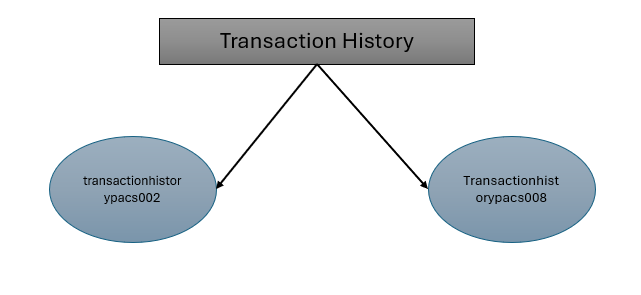 Transaction History
transactionhistor
ypacs002
Transactionhist
orypacs008